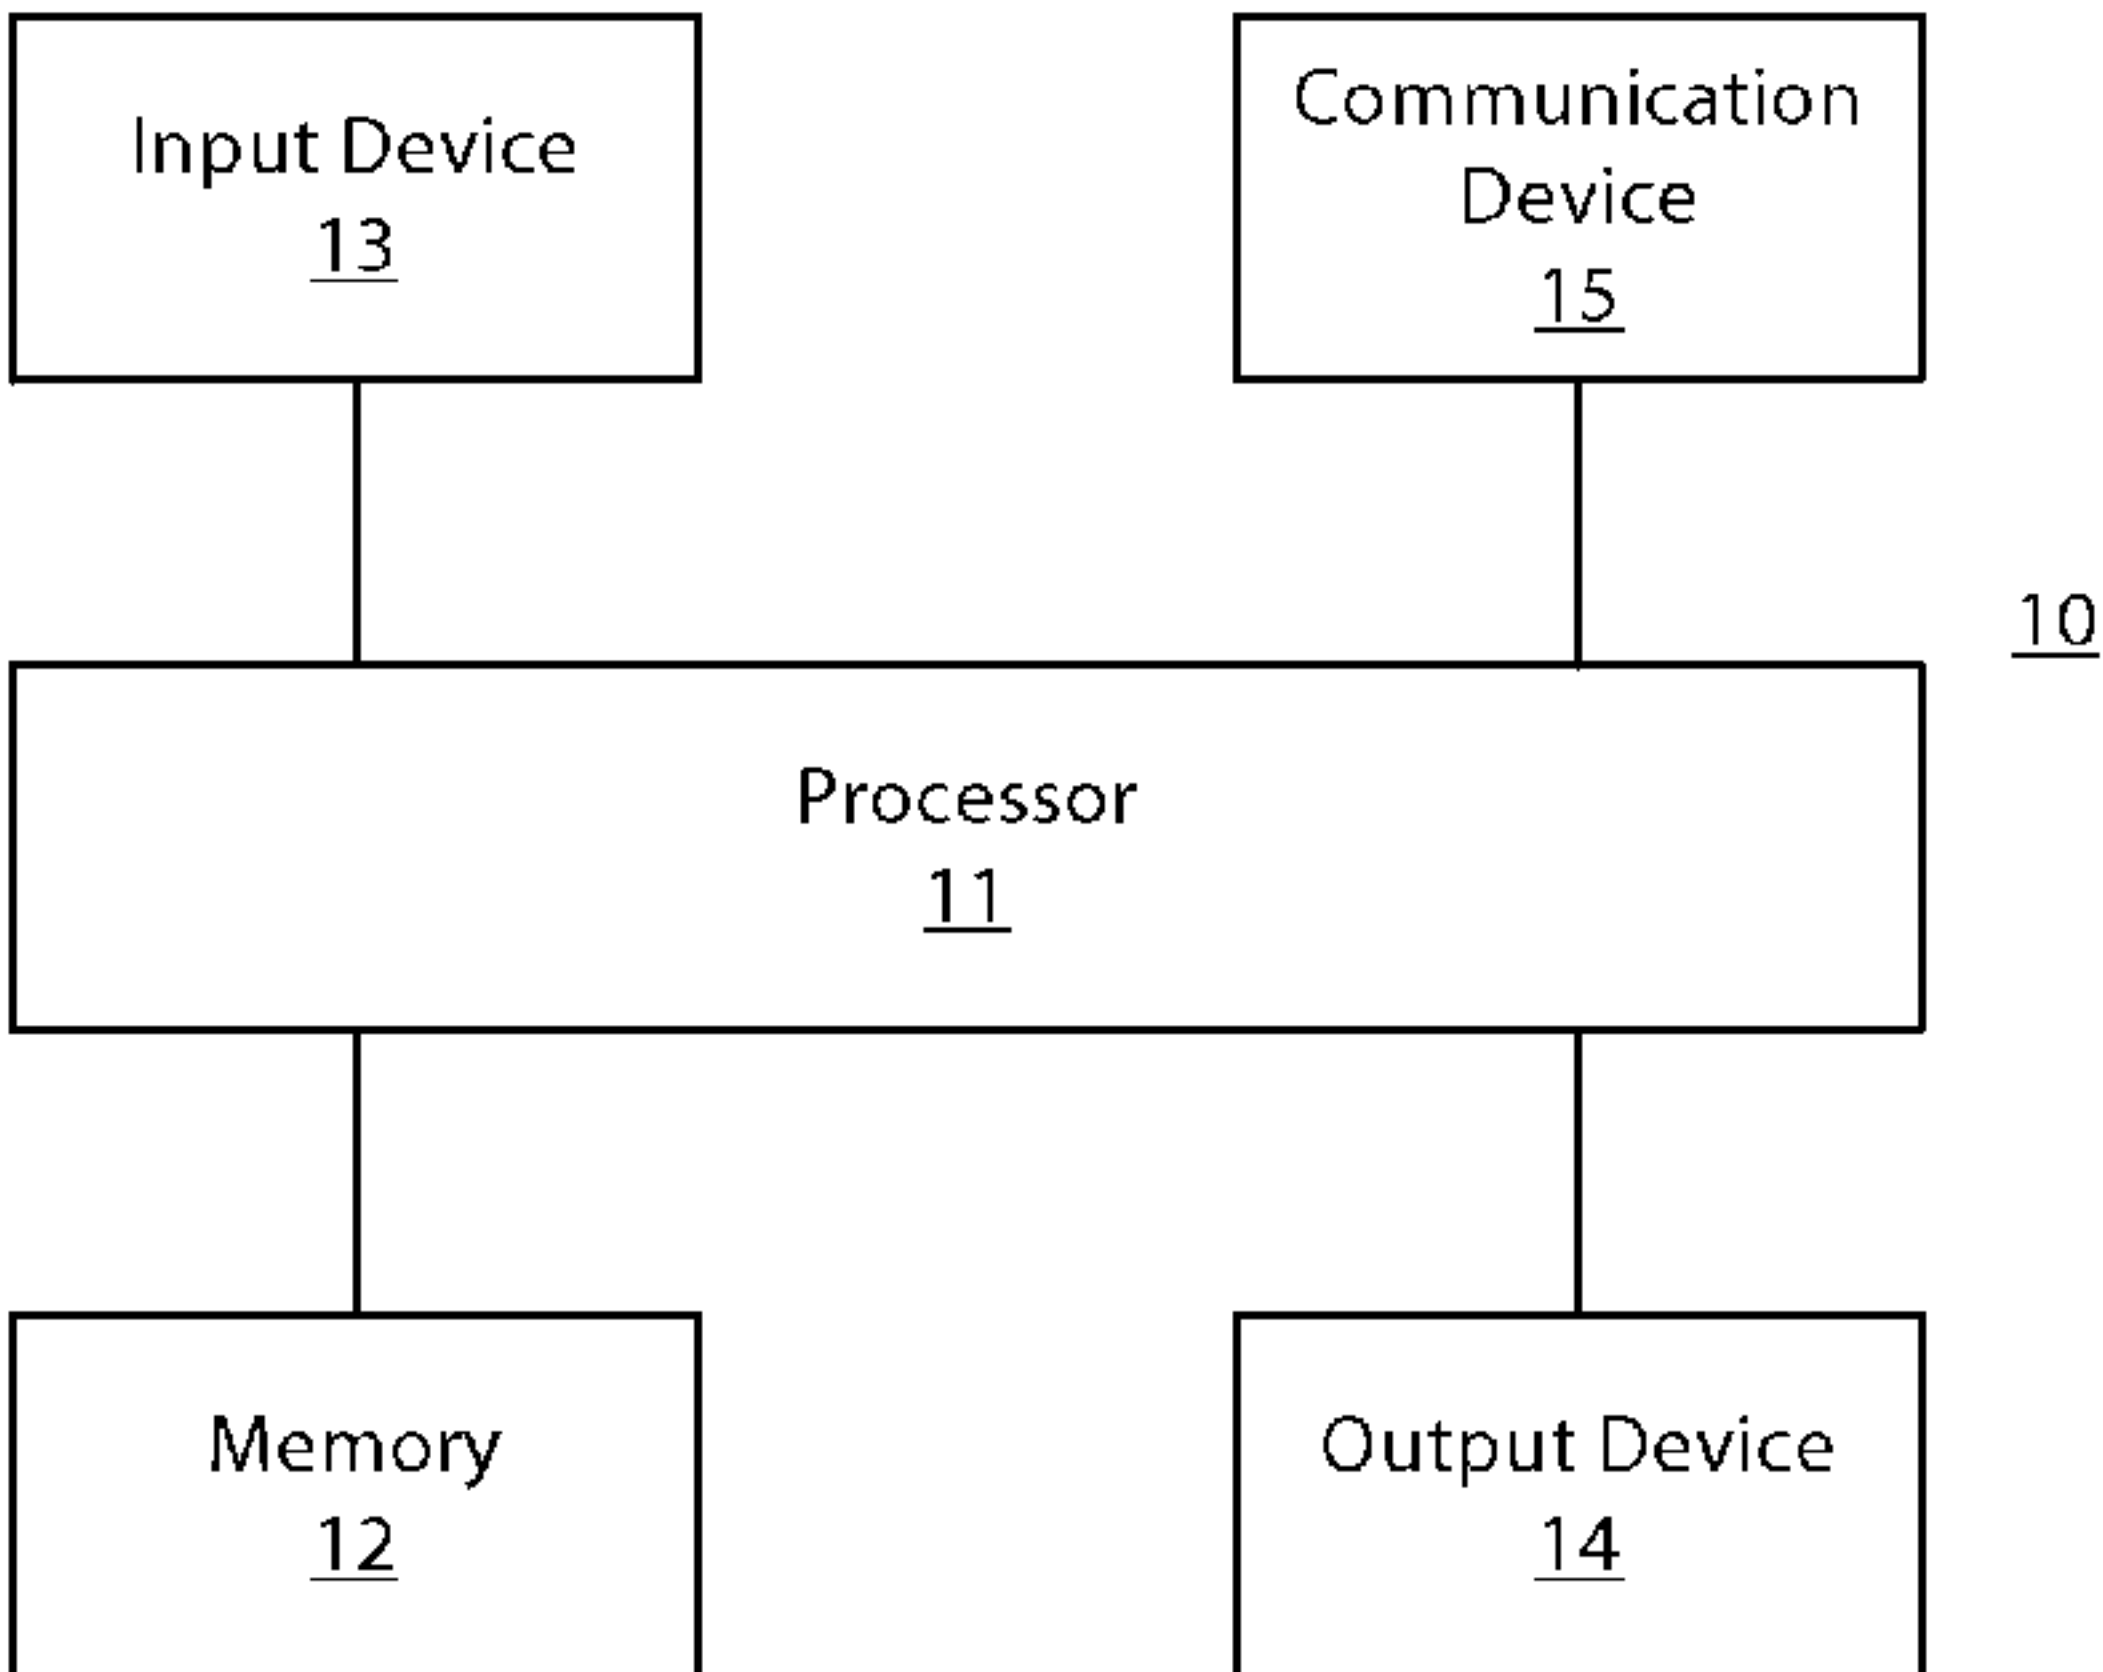 Input Device
13
Communication
Device
15
10
Processor
11
Memory
12
Output Device
14